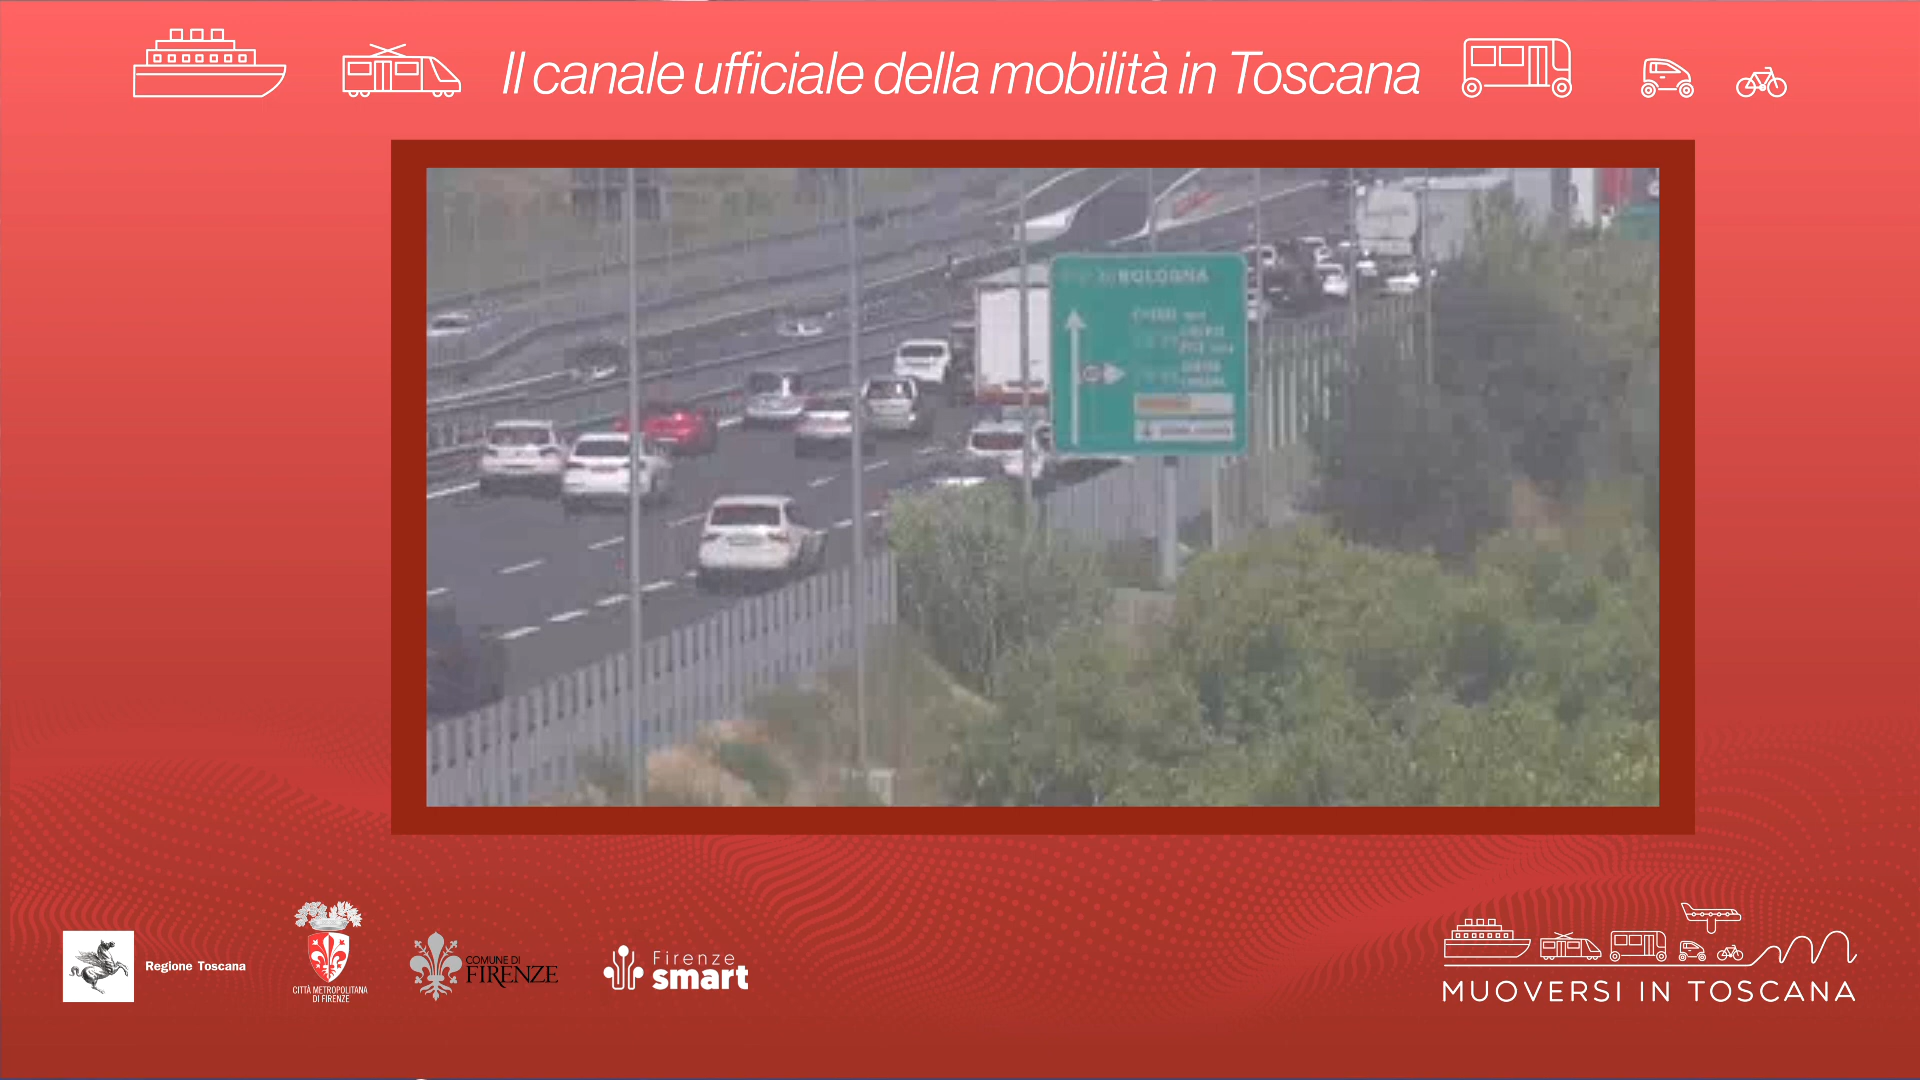 Il canale ufficiale della mobilità in Toscana
BOLOGNA
Regione Toscana
CITTÀ METROPOLITANA
DI FIRENZE
COMUNE DI
FIRENZE
Firenze
smart
MUOVERSI IN TOSCANA